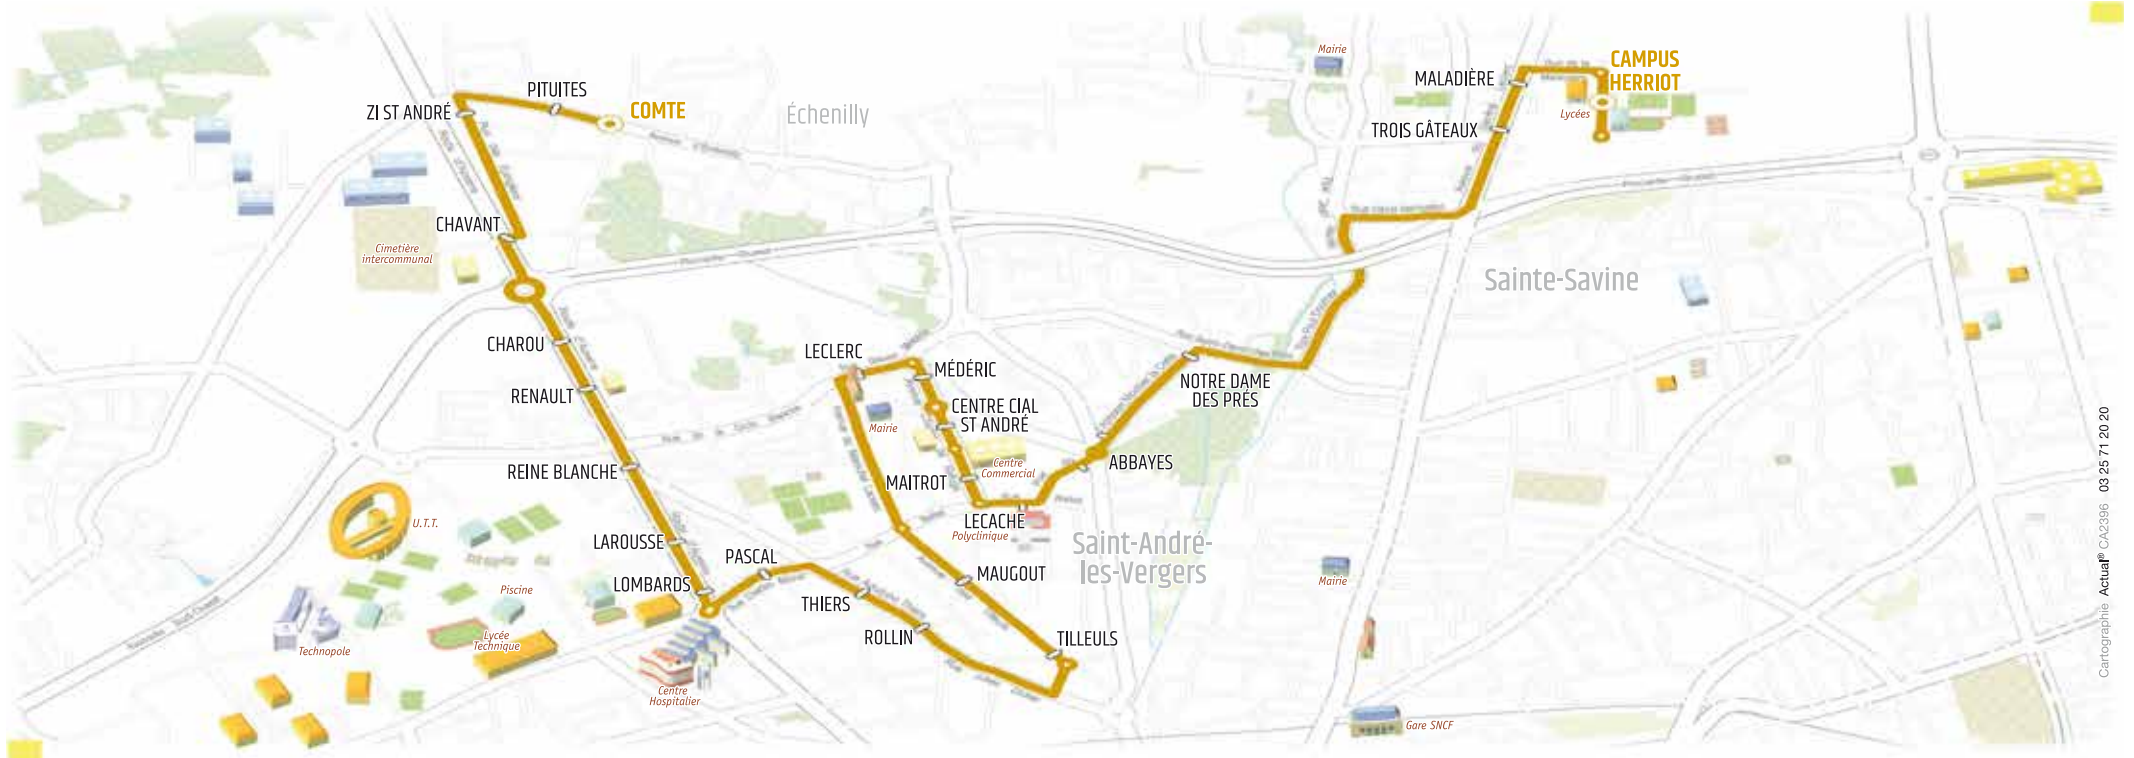 Mairie
CAMPUS
HERRIOT
MALADIÈRE
Lycées
TROIS GÂTEAUX
PITUITES
COMTE
ZI ST ANDRÉ
Échenilly
CHAVANT
Cimetière
intercommunal
Sainte-Savine
CHAROU
LECLERC
MÉDÉRIC
RENAULT
NOTRE DAME
DES PRÉS
CENTRE CIAL
ST ANDRÉ
Mairie
REINE BLANCHE
Centre
Commercial
ABBAYES
MAITROT
U.T.T.
LECACHE
Polyclinique
LAROUSSE
PASCAL
Saint-André-
les-Vergers
MAUGOUT
LOMBARDS
Mairie
Piscine
THIERS
ROLLIN
TILLEULS
Lycée
Technique
Technopole
Centre
Hospitalier
Gare SNCF
Cartographie Actual® CA2396 03 25 71 20 20